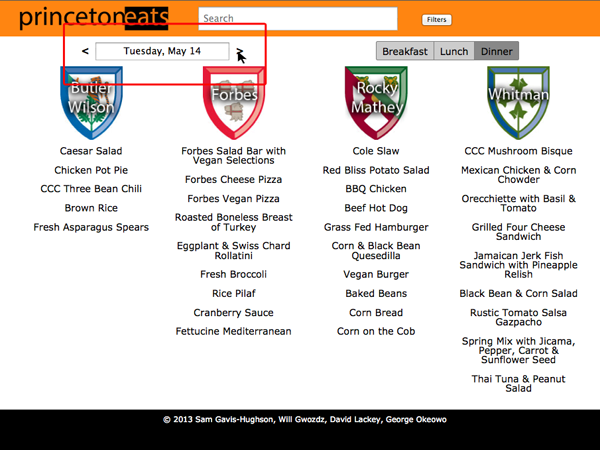 princetoneats
Search
Filters
< Tuesday, May 14 >
Breakfast Lunch Dinner
Butler
Wilson
Caesar Salad
Chicken Pot Pie
CCC Three Bean Chili
Brown Rice
Fresh Asparagus Spears
Forbes
Forbes Salad Bar with
Vegan Selections
Forbes Cheese Pizza
Forbes Vegan Pizza
Roasted Boneless Breast
of Turkey
Eggplant & Swiss Chard
Rollatini
Fresh Broccoli
Rice Pilaf
Cranberry Sauce
Fettucine Mediterranean
Rocky
Mathey
Cole Slaw
Red Bliss Potato Salad
BBQ Chicken
Beef Hot Dog
Grass Fed Hamburger
Corn & Black Bean
Quesedilla
Vegan Burger
Baked Beans
Corn Bread
Corn on the Cob
Whitman
CCC Mushroom Bisque
Mexican Chicken & Corn
Chowder
Orecchiette with Basil &
Tomato
Grilled Four Cheese
Sandwich
Jamaican Jerk Fish
Sandwich with Pineapple
Relish
Black Bean & Corn Salad
Rustic Tomato Salsa
Gazpacho
Spring Mix with Jicama,
Pepper, Carrot &
Sunflower Seed
Thai Tuna & Peanut
Salad
© 2013 Sam Gavis-Hughson, Will Gwozdz, David Lackey, George Okeowo